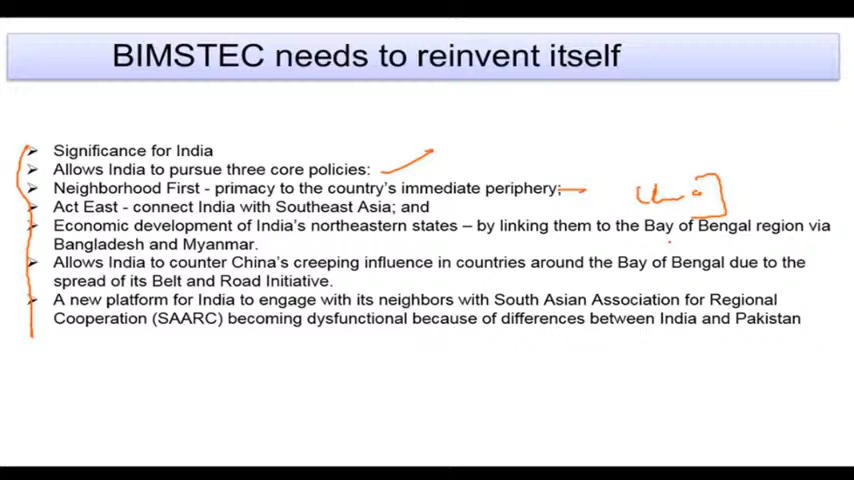 BIMSTEC needs to reinvent itself
Significance for India
Allows India to pursue three core policies:
Neighborhood First - primacy to the country's immediate periphery;
Act East - connect India with Southeast Asia; and
Economic development of India's northeastern states – by linking them to the Bay of Bengal region via
Bangladesh and Myanmar.
Allows India to counter China's creeping influence in countries around the Bay of Bengal due to the
spread of its Belt and Road Initiative.
A new platform for India to engage with its neighbors with South Asian Association for Regional
Cooperation (SAARC) becoming dysfunctional because of differences between India and Pakistan